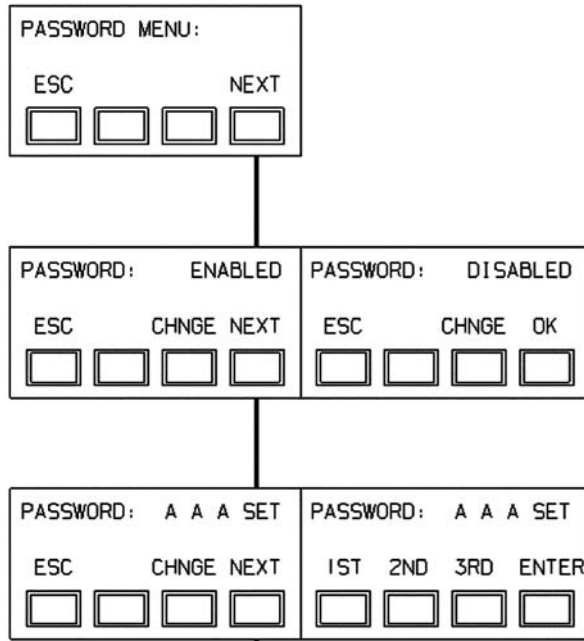 PASSWORD MENU:
ESC NEXT
PASSWORD: ENABLED
ESC CHNGE NEXT
PASSWORD: DISABLED
ESC CHNGE OK
PASSWORD: A A A SET
ESC CHNGE NEXT
PASSWORD: A A A SET
1ST 2ND 3RD ENTER